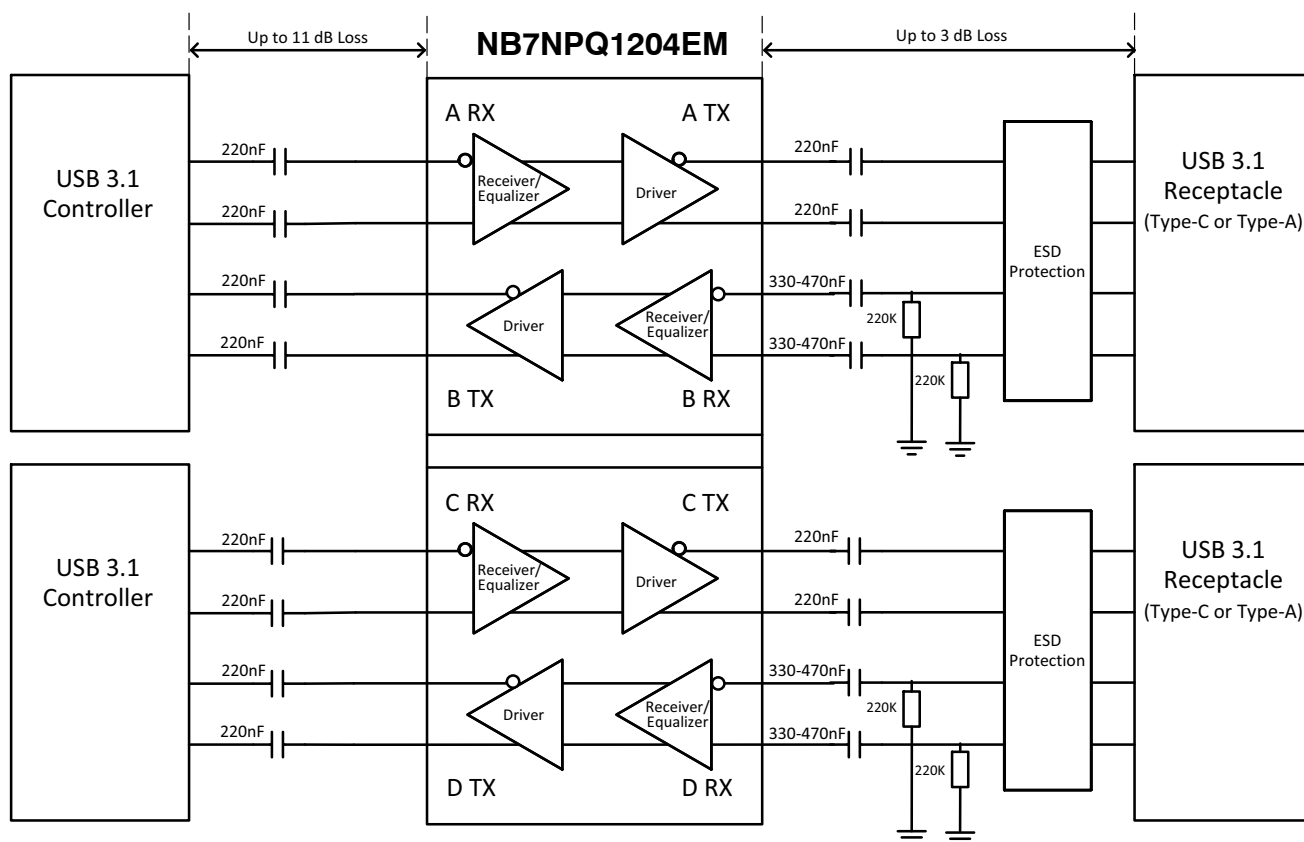 Up to 11 dB Loss
NB7NPQ1204EM
Up to 3 dB Loss
USB 3.1
Controller
220nF
220nF
220nF
220nF
A RX
A TX
Receiver/
Equalizer
Driver
Driver
Receiver/
Equalizer
B TX
B RX
220nF
220nF
330-470nF
330-470nF
220K
220K
ESD
Protection
USB 3.1
Receptacle
(Type-C or Type-A)
USB 3.1
Controller
220nF
220nF
220nF
220nF
C RX
C TX
Receiver/
Equalizer
Driver
Driver
Receiver/
Equalizer
D TX
D RX
220nF
220nF
330-470nF
330-470nF
220K
220K
ESD
Protection
USB 3.1
Receptacle
(Type-C or Type-A)